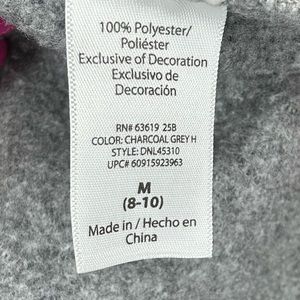 100% Polyester/
Poliéster
Exclusive of Decoration
Exclusivo de
Decoración
RN# 63619 25B
COLOR: CHARCOAL GREY H
STYLE: DNL45310
UPC# 60915923963
M
(8-10)
Made in / Hecho en
China